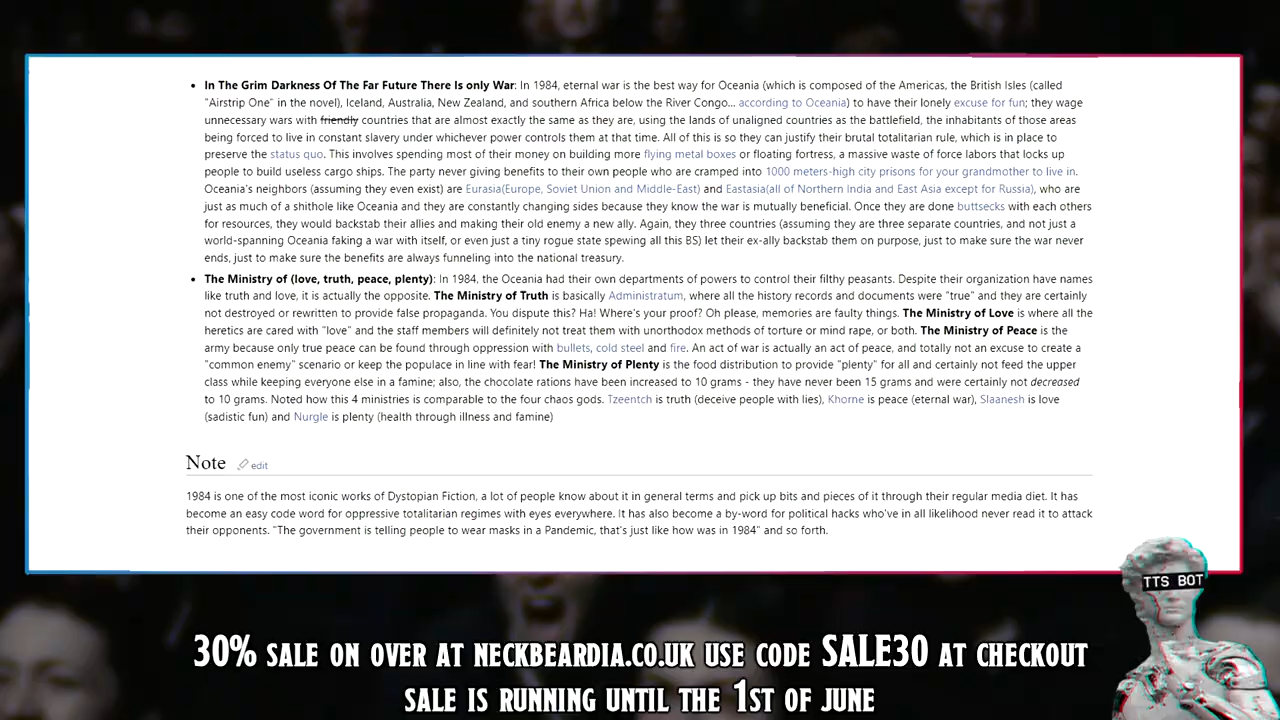 In The Grim Darkness Of The Far Future There Is only War: In 1984, eternal war is the best way for Oceania (which is composed of the Americas, the British Isles (called
"Airstrip One" in the novel), Iceland, Australia, New Zealand, and southern Africa below the River Congo... according to Oceania) to have their lonely excuse for fun; they wage
unnecessary wars with friendly countries that are almost exactly the same as they are, using the lands of unaligned countries as the battlefield, the inhabitants of those areas
being forced to live in constant slavery under whichever power controls them at that time. All of this is so they can justify their brutal totalitarian rule, which is in place to
preserve the status quo. This involves spending most of their money on building more flying metal boxes or floating fortress, a massive waste of force labors that locks up
people to build useless cargo ships. The party never giving benefits to their own people who are cramped into 1000 meters-high city prisons for your grandmother to live in.
Oceania's neighbors (assuming they even exist) are Eurasia(Europe, Soviet Union and Middle-East) and Eastasia(all of Northern India and East Asia except for Russia), who are
just as much of a shithole like Oceania and they are constantly changing sides because they know the war is mutually beneficial. Once they are done buttsecks with each others
for resources, they would backstab their allies and making their old enemy a new ally. Again, they three countries (assuming they are three separate countries, and not just a
world-spanning Oceania faking a war with itself, or even just a tiny rogue state spewing all this BS) let their ex-ally backstab them on purpose, just to make sure the war never
ends, just to make sure the benefits are always funneling into the national treasury.
The Ministry of (love, truth, peace, plenty): In 1984, the Oceania had their own departments of powers to control their filthy peasants. Despite their organization have names
like truth and love, it is actually the opposite. The Ministry of Truth is basically Administratum, where all the history records and documents were "true" and they are certainly
not destroyed or rewritten to provide false propaganda. You dispute this? Ha! Where's your proof? Oh please, memories are faulty things. The Ministry of Love is where all the
heretics are cared with "love" and the staff members will definitely not treat them with unorthodox methods of torture or mind rape, or both. The Ministry of Peace is the
army because only true peace can be found through oppression with bullets, cold steel and fire. An act of war is actually an act of peace, and totally not an excuse to create a
"common enemy" scenario or keep the populace in line with fear! The Ministry of Plenty is the food distribution to provide "plenty" for all and certainly not feed the upper
class while keeping everyone else in a famine; also, the chocolate rations have been increased to 10 grams - they have never been 15 grams and were certainly not decreased
to 10 grams. Noted how this 4 ministries is comparable to the four chaos gods. Tzeentch is truth (deceive people with lies), Khorne is peace (eternal war), Slaanesh is love
(sadistic fun) and Nurgle is plenty (health through illness and famine)
Note edit
1984 is one of the most iconic works of Dystopian Fiction, a lot of people know about it in general terms and pick up bits and pieces of it through their regular media diet. It has
become an easy code word for oppressive totalitarian regimes with eyes everywhere. It has also become a by-word for political hacks who've in all likelihood never read it to attack
their opponents. "The government is telling people to wear masks in a Pandemic, that's just like how was in 1984" and so forth.
TTS BOT
30% SALE ON OVER AT NECKBEARDIA.CO.UK USE CODE SALE30 AT CHECKOUT
SALE IS RUNNING UNTIL THE 1ST OF JUNE